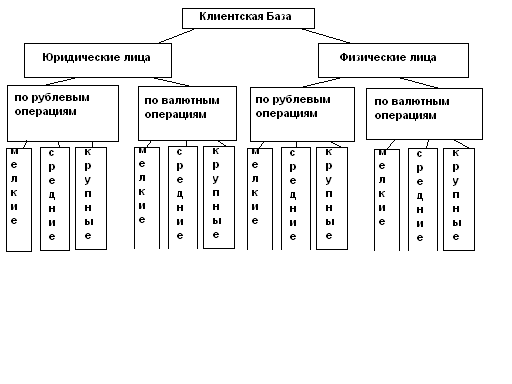 Клиентская База
Юридические лица
Физические лица
по рублевым
операциям
по валютным
операциям
по рублевым
операциям
по валютным
операциям
мелкие
средние
крупные
мелкие
средние
крупные
мелкие
средние
крупные
мелкие
средние
крупные